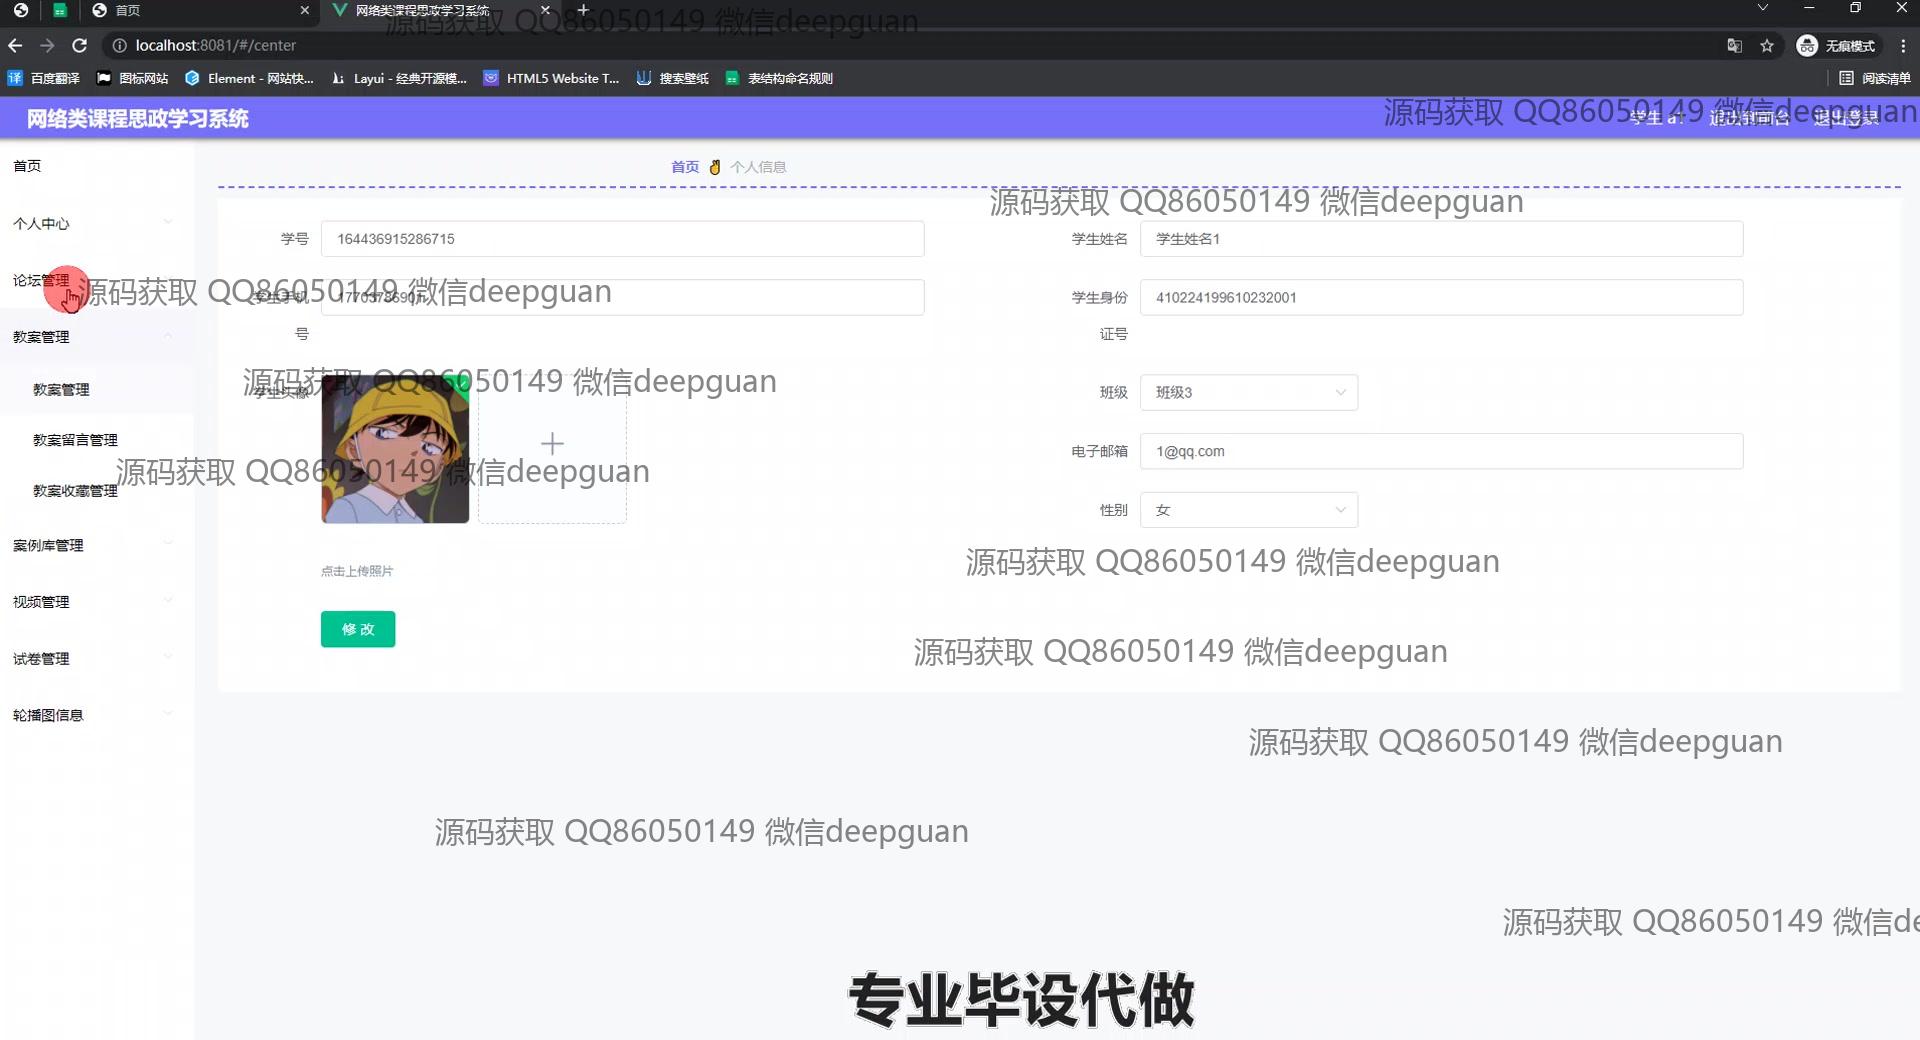 首页
网络类课程思政学习系统
localhost:8081/#/center
无痕模式
百度翻译
图标网站
Element - 网站快...
Layui - 经典开源模...
HTML5 Website T...
搜索壁纸
表结构命名规则
阅读清单
源码获取 QQ86050149 微信deepguan
网络类课程思政学习系统
源码获取 QQ86050149 微信deepguan
退出登录
首页
个人中心
论坛管理
教案管理
教案管理
教案留言管理
教案收藏管理
案例库管理
视频管理
试卷管理
轮播图信息
首页 ✌ 个人信息
源码获取 QQ86050149 微信deepguan
学号
164436915286715
学生姓名
学生姓名1
源码获取 QQ86050149 微信deepguan
学生手机号
学生身份证号
410224199610232001
源码获取 QQ86050149 微信deepguan
学生头像
班级
班级3
电子邮箱
1@qq.com
源码获取 QQ86050149 微信deepguan
性别
女
点击上传照片
源码获取 QQ86050149 微信deepguan
修改
源码获取 QQ86050149 微信deepguan
源码获取 QQ86050149 微信deepguan
源码获取 QQ86050149 微信deepguan
源码获取 QQ86050149 微信de
专业毕设代做